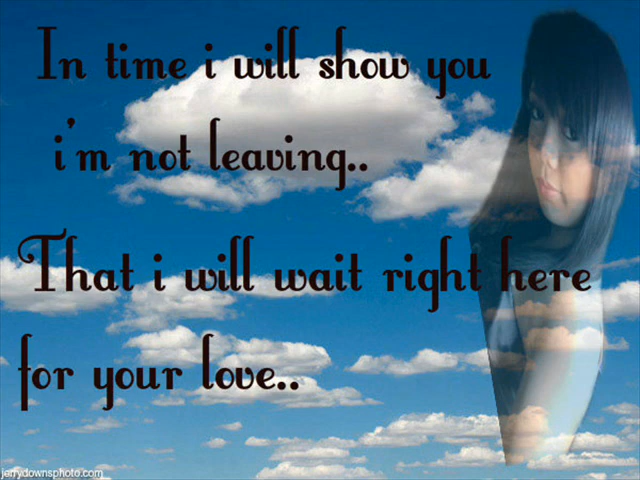 In time i will show you
i'm not leaving..
That i will wait right here
for your love..
jerrydownsphoto.com